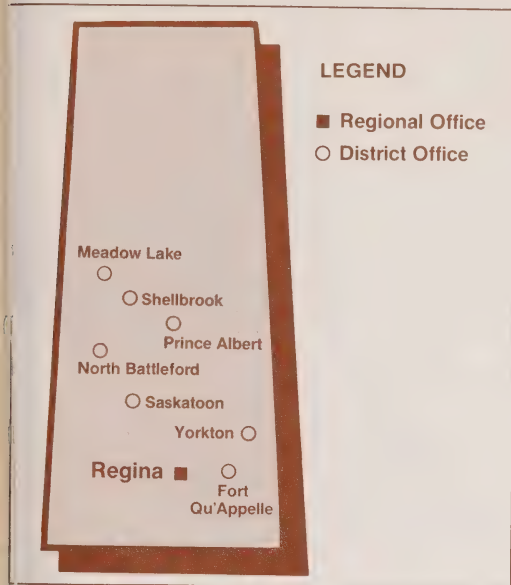 LEGEND
■ Regional Office
○ District Office
Meadow Lake
Shellbrook
Prince Albert
North Battleford
Saskatoon
Yorkton
Regina
Fort
Qu'Appelle